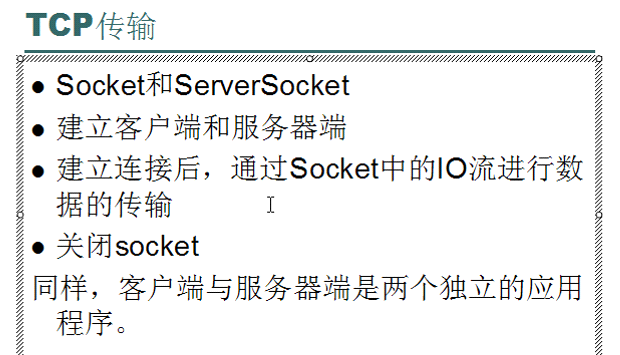 TCP传输
● Socket和ServerSocket
● 建立客户端和服务器端
● 建立连接后，通过Socket中的IO流进行数
据的传输
● 关闭socket
同样，客户端与服务器端是两个独立的应用
程序。